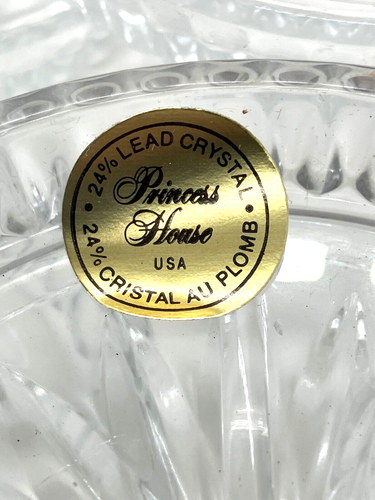 24% LEAD CRYSTAL
Princess
House
USA
24% CRISTAL AU PLOMB